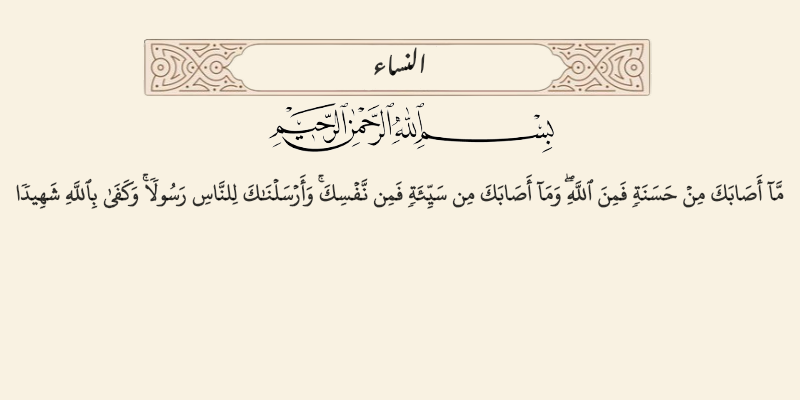 النساء
بِسْمِ ٱللَّهِ ٱلرَّحْمَٰنِ ٱلرَّحِيمِ
مَّآ أَصَابَكَ مِنْ حَسَنَةٍ فَمِنَ ٱللَّهِ ۖ وَمَآ أَصَابَكَ مِن سَيِّئَةٍ فَمِن نَّفْسِكَ ۚ وَأَرْسَلْنَٰكَ لِلنَّاسِ رَسُولًا ۚ وَكَفَىٰ بِٱللَّهِ شَهِيدًا